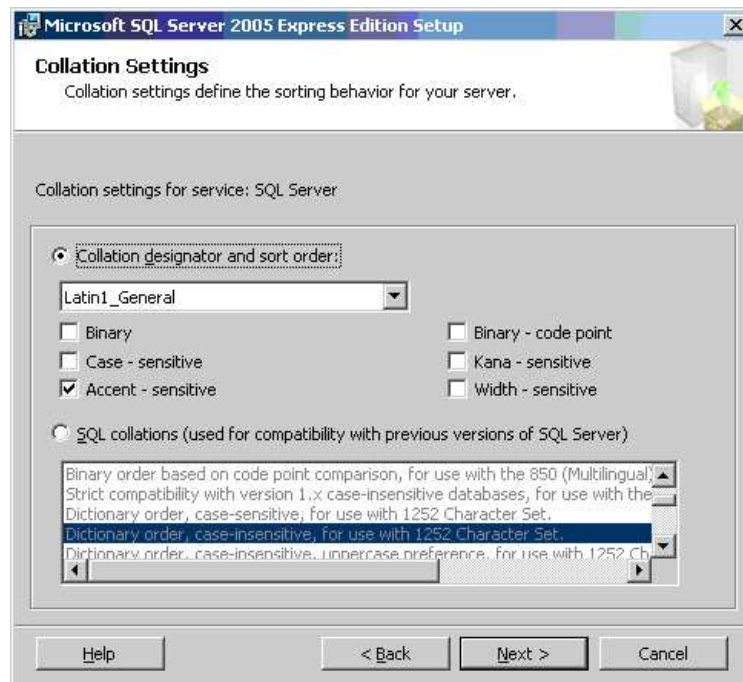 Microsoft SQL Server 2005 Express Edition Setup
Collation Settings
Collation settings define the sorting behavior for your server.
Collation settings for service: SQL Server
Collation designator and sort order:
Latin1_General
Binary
Binary - code point
Case - sensitive
Kana - sensitive
Accent - sensitive
Width - sensitive
SQL collations (used for compatibility with previous versions of SQL Server)
Binary order based on code point comparison, for use with the 850 (Multilingual)
Strict compatibility with version 1.x case-insensitive databases, for use with the
Dictionary order, case-sensitive, for use with 1252 Character Set.
Dictionary order, case-insensitive, for use with 1252 Character Set.
Dictionary order, case-insensitive, uppercase preference, for use with 1252 Ch
Help
< Back
Next >
Cancel